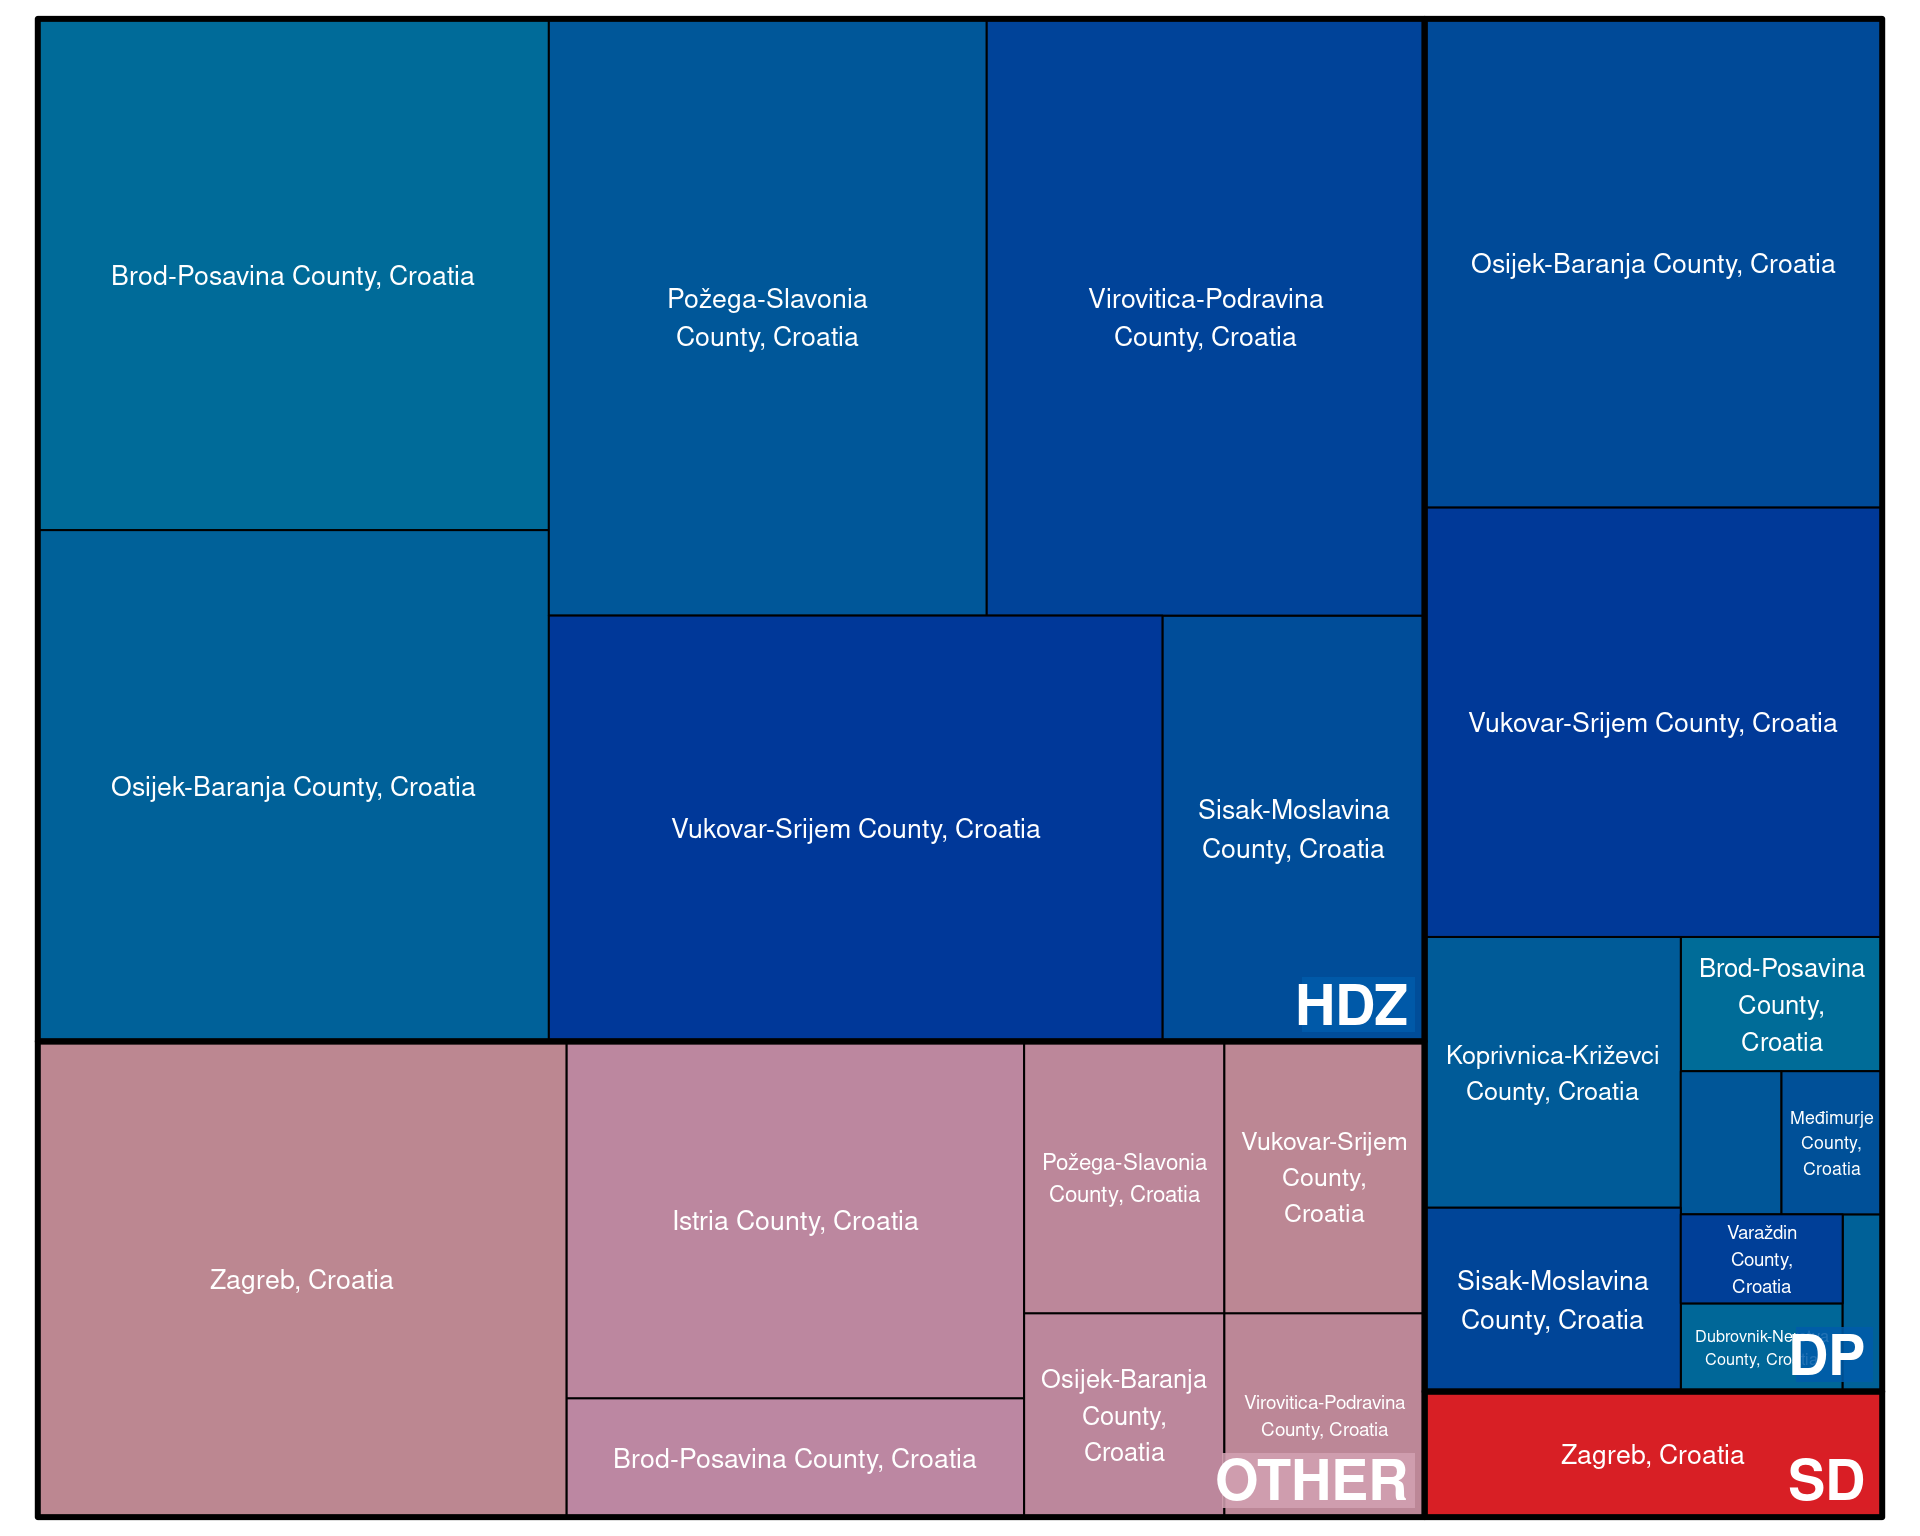 Brod-Posavina County, Croatia
Požega-Slavonia
County, Croatia
Virovitica-Podravina
County, Croatia
Osijek-Baranja County, Croatia
Vukovar-Srijem County, Croatia
Sisak-Moslavina
County, Croatia
HDZ
Osijek-Baranja County, Croatia
Vukovar-Srijem County, Croatia
Koprivnica-Križevci
County, Croatia
Brod-Posavina
County,
Croatia
Međimurje
County,
Croatia
Sisak-Moslavina
County, Croatia
Varaždin
County,
Croatia
County,
DP
Zagreb, Croatia
Istria County, Croatia
Brod-Posavina County, Croatia
Požega-Slavonia
County, Croatia
Vukovar-Srijem
County,
Croatia
Osijek-Baranja
County,
Croatia
Virovitica-Podravina
County, Croatia
OTHER
Zagreb, Croatia
SD